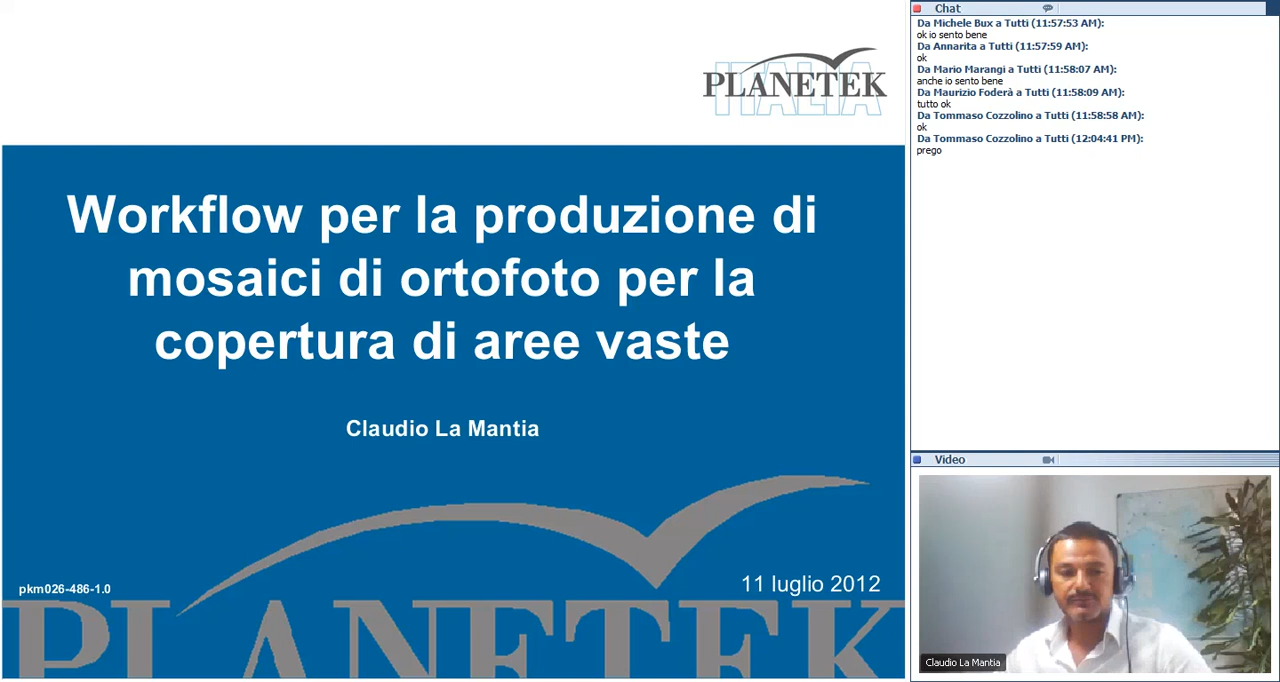 PLANETEK
ITALIA
Workflow per la produzione di
mosaici di ortofoto per la
copertura di aree vaste
Claudio La Mantia
pkm026-486-1.0
11 luglio 2012
PLANETEK
Chat
Da Michele Bux a Tutti (11:57:53 AM):
ok io sento bene
Da Annarita a Tutti (11:57:59 AM):
ok
Da Mario Marangi a Tutti (11:58:07 AM):
anche io sento bene
Da Maurizio Foderà a Tutti (11:58:09 AM):
tutto ok
Da Tommaso Cozzolino a Tutti (11:58:58 AM):
ok
Da Tommaso Cozzolino a Tutti (12:04:41 PM):
prego
Video
Claudio La Mantia